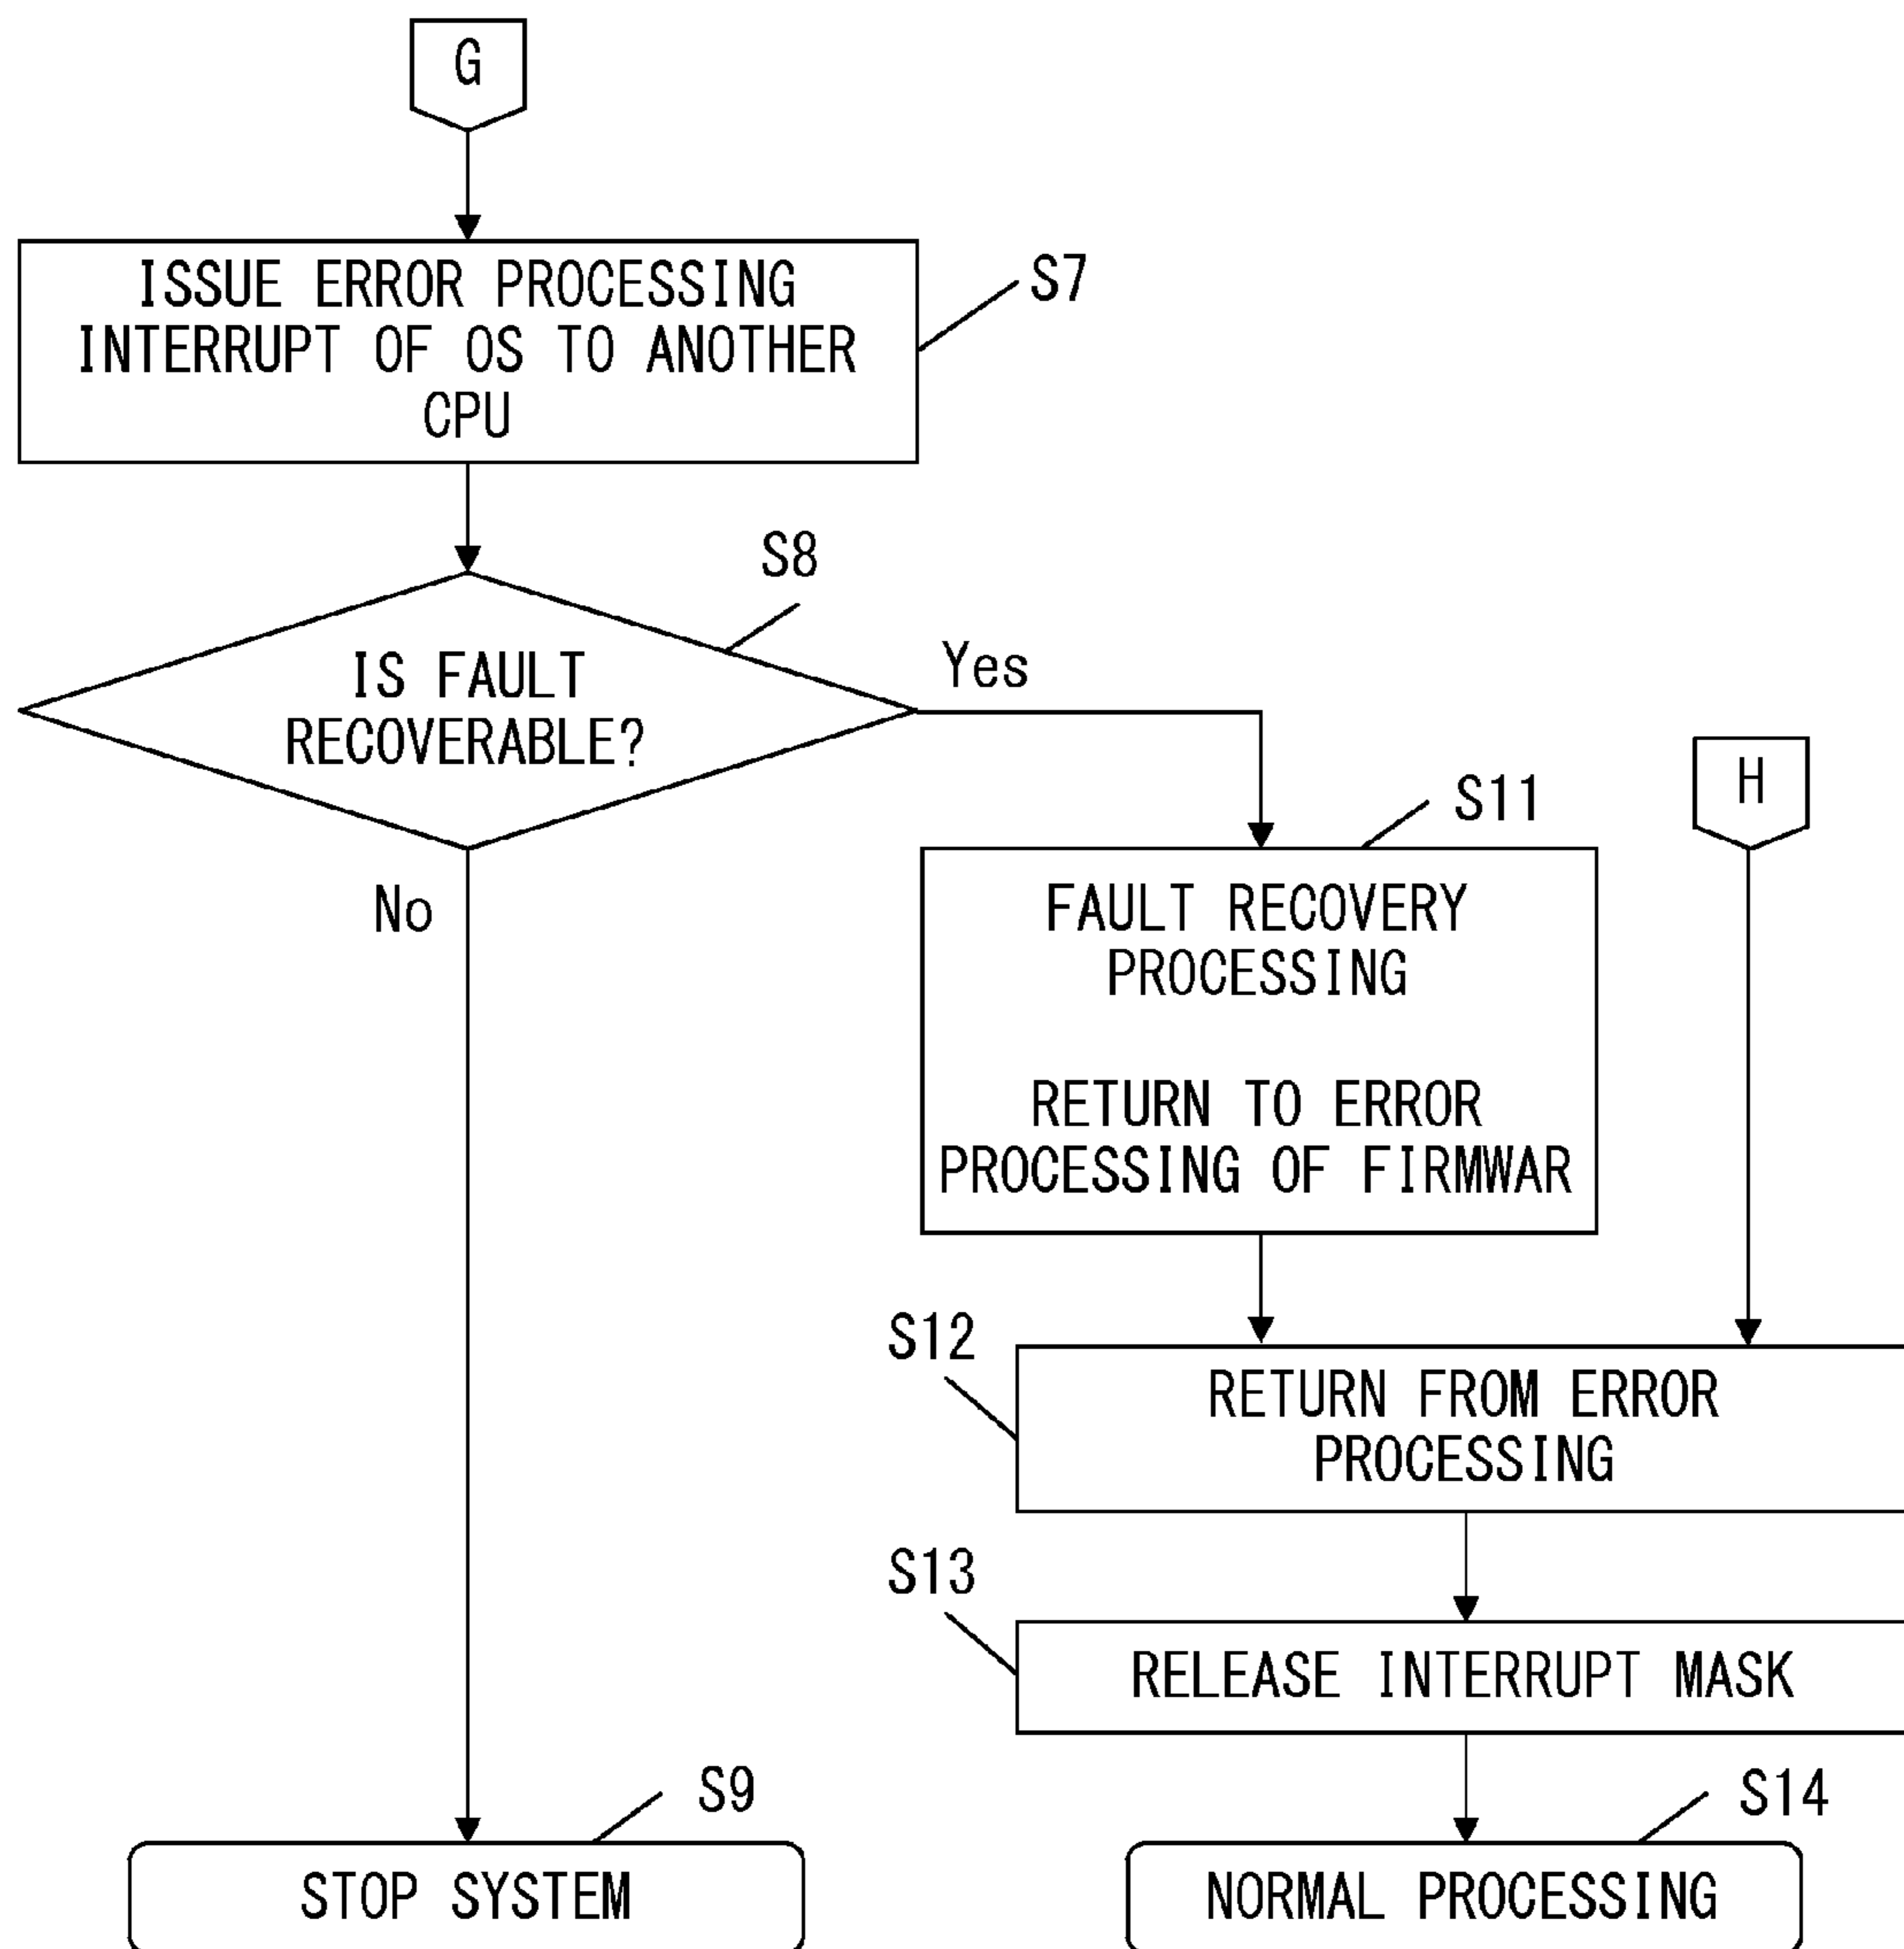 G
ISSUE ERROR PROCESSING
INTERRUPT OF OS TO ANOTHER
CPU
S7
S8
IS FAULT
RECOVERABLE?
Yes
No
H
S11
FAULT RECOVERY
PROCESSING
RETURN TO ERROR
PROCESSING OF FIRMWAR
S12
RETURN FROM ERROR
PROCESSING
S13
RELEASE INTERRUPT MASK
S9
STOP SYSTEM
S14
NORMAL PROCESSING